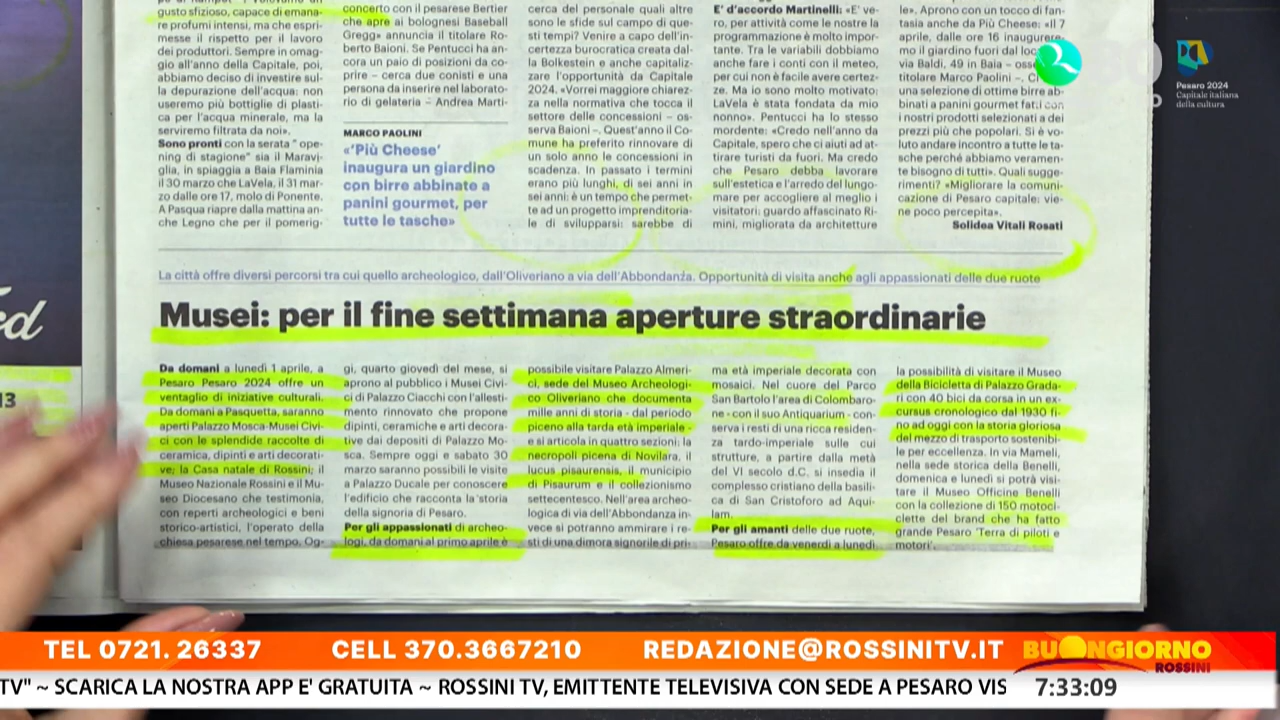 gusto sfizioso, capace di emana-
re profumi intensi, ma che espri-
messe il rispetto per il lavoro
dei produttori. Sempre in omag-
gio all'anno della Capitale, poi,
abbiamo deciso di investire sul-
la depurazione dell'acqua: non
useremo più bottiglie di plasti-
ca per l'acqua minerale, ma la
serviremo filtrata da noi».
Sono pronti con la serata " ope-
ning di stagione" sia il Maravi-
glia, in spiaggia a Baia Flaminia
il 30 marzo che LaVela, il 31 mar-
zo dalle ore 17, molo di Ponente.
A Pasqua riapre dalla mattina an-
che Legno che per il pomerig-
concerto con il pesarese Bertier
che apre ai bolognesi Baseball
Gregg» annuncia il titolare Ro-
berto Baioni. Se Pentucci ha an-
cora un paio di posizioni da co-
prire – cerca due conisti e una
persona da inserire nel laborato-
rio di gelateria – Andrea Marti-
MARCO PAOLINI
«'Più Cheese'
inaugura un giardino
con birre abbinate a
panini gourmet, per
tutte le tasche»
cerca del personale quali altre
sono le sfide sul campo di que-
sti tempi? Venire a capo dell'in-
certezza burocratica creata dal-
la Bolkestein e anche capitaliz-
zare l'opportunità da Capitale
2024. «Vorrei maggiore chiarez-
za nella normativa che tocca il
settore delle concessioni – os-
serva Baioni –. Quest'anno il Co-
mune ha preferito rinnovare di
un solo anno le concessioni in
scadenza. In passato i termini
erano più lunghi, di sei anni in
sei anni: è un tempo che permet-
te ad un progetto imprenditoria-
le di svilupparsi: sarebbe di
E' d'accordo Martinelli: «E' ve-
ro, per attività come le nostre la
programmazione è molto impor-
tante. Tra le variabili dobbiamo
anche fare i conti con il meteo,
per cui non è facile avere certez-
ze. Ma io sono molto motivato:
LaVela è stata fondata da mio
nonno». Pentucci ha lo stesso
mordente: «Credo nell'anno da
Capitale, spero che ci aiuti ad at-
tirare turisti da fuori. Ma credo
che Pesaro debba lavorare
sull'estetica e l'arredo del lungo-
mare per accogliere al meglio i
visitatori: guardo affascinato Ri-
mini, migliorata da architetture
le». Aprono con un tocco di fan-
tasia anche da Più Cheese: «Il 7
aprile, dalle ore 16 inaugurere-
mo il giardino fuori dal loc
via Baldi, 49 in Baia – osse
titolare Marco Paolini –. Ci
una selezione di ottime birre ab-
binati a panini gourmet fatti con
i nostri prodotti selezionati a dei
prezzi più che popolari. Si è vo-
luto andare incontro a tutte le ta-
sche perché abbiamo veramen-
te bisogno di tutti». Quali sugge-
rimenti? «Migliorare la comuni-
cazione di Pesaro capitale: vie-
ne poco percepita».
Solidea Vitali Rosati
Pesaro 2024
Capitale italiana
della cultura
La città offre diversi percorsi tra cui quello archeologico, dall'Oliveriano a via dell'Abbondanza. Opportunità di visita anche agli appassionati delle due ruote
Musei: per il fine settimana aperture straordinarie
Da domani a lunedì 1 aprile, a
Pesaro Pesaro 2024 offre un
ventaglio di iniziative culturali.
Da domani a Pasquetta, saranno
aperti Palazzo Mosca-Musei Civi-
ci con le splendide raccolte di
ceramica, dipinti e arti decorati-
ve; la Casa natale di Rossini; il
Museo Nazionale Rossini e il Mu-
seo Diocesano che testimonia,
con reperti archeologici e beni
storico-artistici, l'operato della
chiesa pesarese nel tempo. Og-
gi, quarto giovedì del mese, si
aprono al pubblico i Musei Civi-
ci di Palazzo Ciacchi con l'allesti-
mento rinnovato che propone
dipinti, ceramiche e arti decora-
tive dai depositi di Palazzo Mo-
sca. Sempre oggi e sabato 30
marzo saranno possibili le visite
a Palazzo Ducale per conoscere
l'edificio che racconta la storia
della signoria di Pesaro.
Per gli appassionati di archeo-
logi, da domani al primo aprile è
possibile visitare Palazzo Almeri-
ci, sede del Museo Archeologi-
co Oliveriano che documenta
mille anni di storia - dal periodo
piceno alla tarda età imperiale -
e si articola in quattro sezioni: la
necropoli picena di Novilara, il
lucus pisaurensis, il municipio
di Pisaurum e il collezionismo
settecentesco. Nell'area archeo-
logica di via dell'Abbondanza in-
vece si potranno ammirare i re-
sti di una dimora signorile di pri-
ma età imperiale decorata con
mosaici. Nel cuore del Parco
San Bartolo l'area di Colombaro-
ne - con il suo Antiquarium - con-
serva i resti di una ricca residen-
za tardo-imperiale sulle cui
strutture, a partire dalla metà
del VI secolo d.C. si insedia il
complesso cristiano della basili-
ca di San Cristoforo ad Aqui-
lam.
Per gli amanti delle due ruote,
Pesaro offre da venerdì a lunedì
la possibilità di visitare il Museo
della Bicicletta di Palazzo Grada-
ri con 40 bici da corsa in un ex-
cursus cronologico dal 1930 fi-
no ad oggi con la storia gloriosa
del mezzo di trasporto sostenibi-
le per eccellenza. In via Mameli,
nella sede storica della Benelli,
domenica e lunedì si potrà visi-
tare il Museo Officine Benelli
con la collezione di 150 motoci-
clette del brand che ha fatto
grande Pesaro 'Terra di piloti e
motori'.
ed
13
TEL 0721. 26337 CELL 370.3667210 REDAZIONE@ROSSINITV.IT
BUONGIORNO
ROSSINI
TV" ~ SCARICA LA NOSTRA APP E' GRATUITA ~ ROSSINI TV, EMITTENTE TELEVISIVA CON SEDE A PESARO VIS
7:33:09